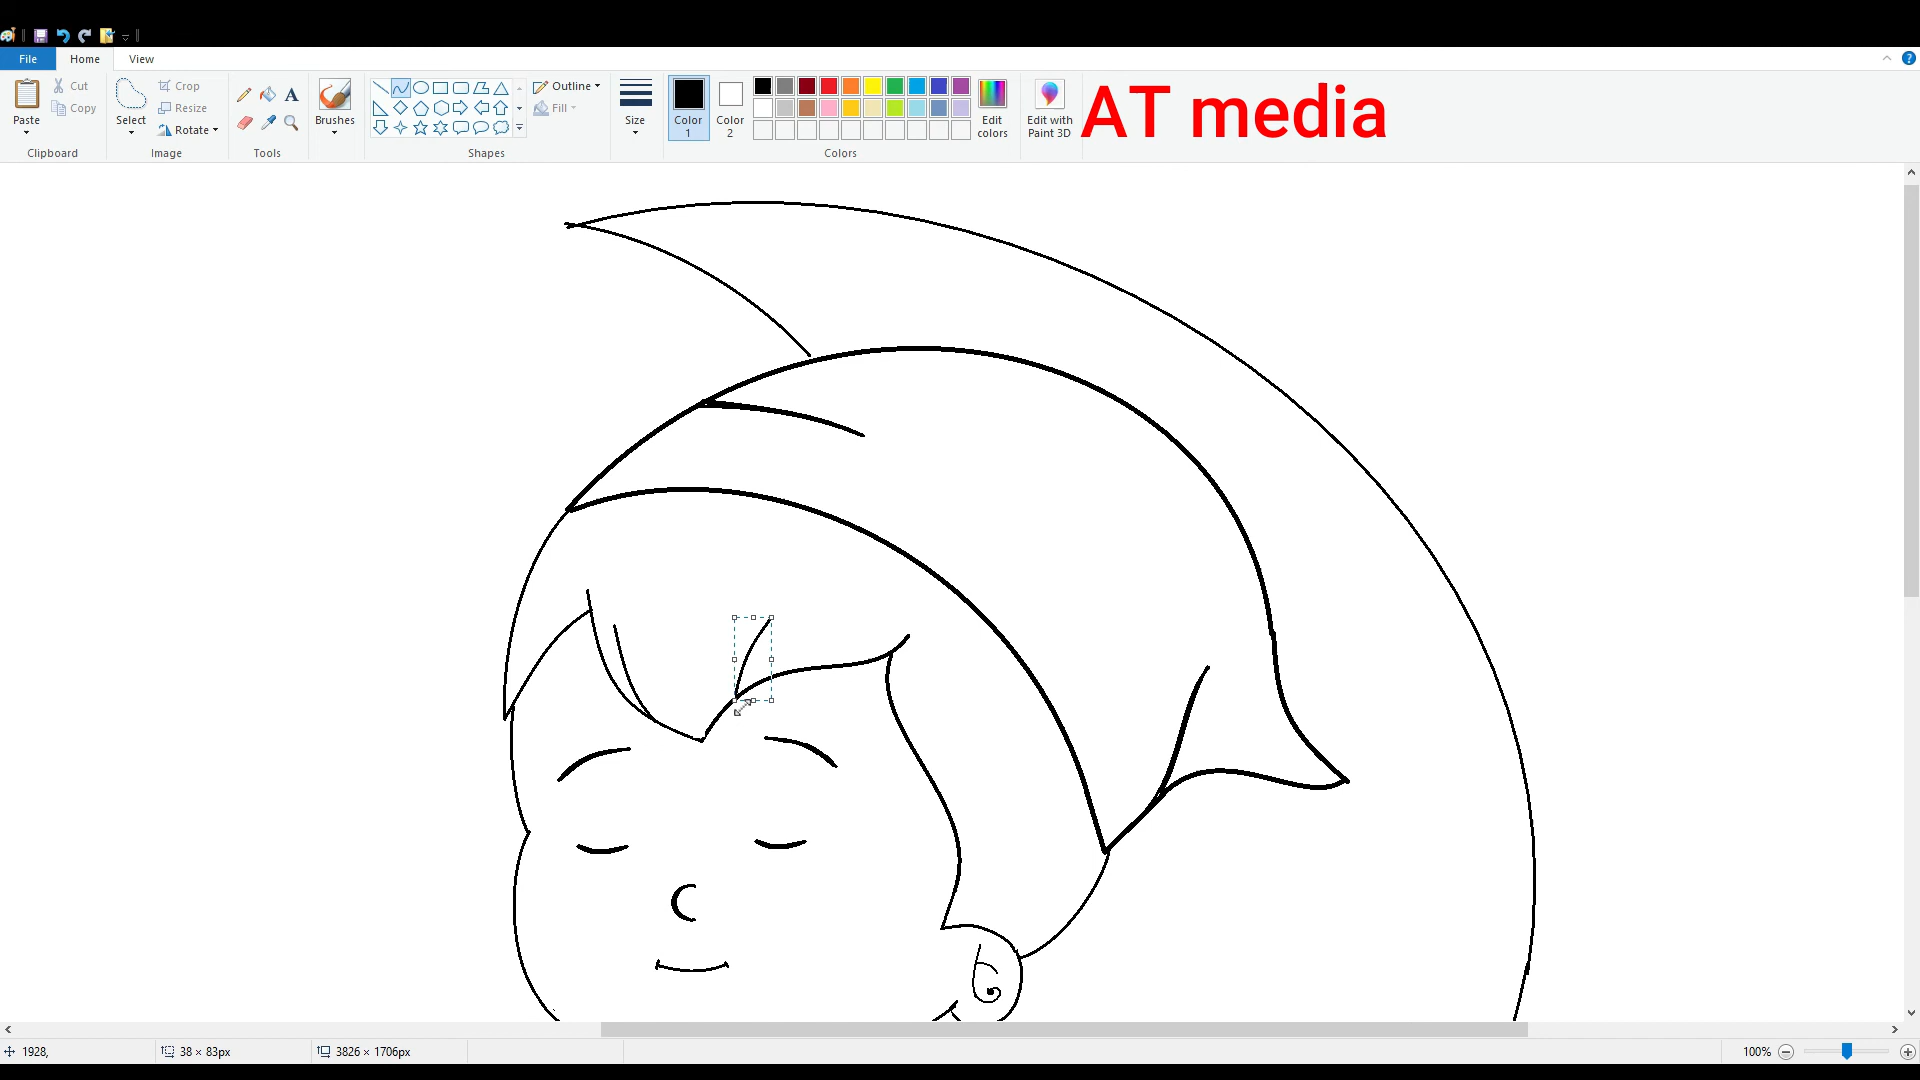 File
Home
View
Paste
Cut
Copy
Clipboard
Select
Crop
Resize
Rotate
Image
A
Tools
Brushes
Shapes
Outline
Fill
Size
Color
1
Color
2
Colors
Edit
colors
Edit with
Paint 3D
AT media
?
1928,
38 × 83px
3826 × 1706px
100%